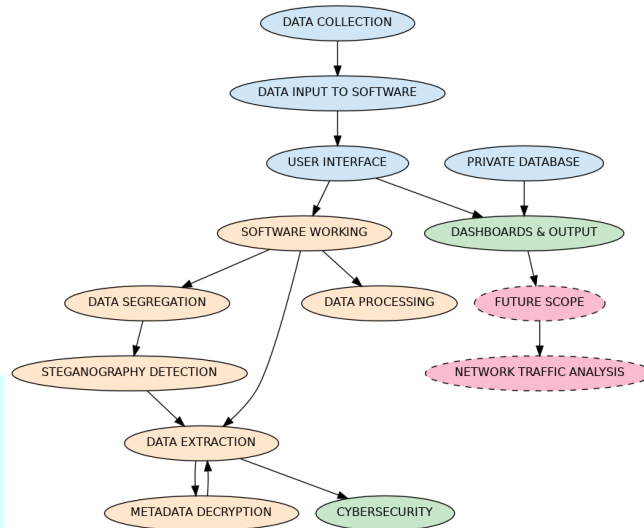 DATA COLLECTION
DATA INPUT TO SOFTWARE
USER INTERFACE
PRIVATE DATABASE
SOFTWARE WORKING
DASHBOARDS & OUTPUT
DATA SEGREGATION
DATA PROCESSING
FUTURE SCOPE
STEGANOGRAPHY DETECTION
NETWORK TRAFFIC ANALYSIS
DATA EXTRACTION
METADATA DECRYPTION
CYBERSECURITY